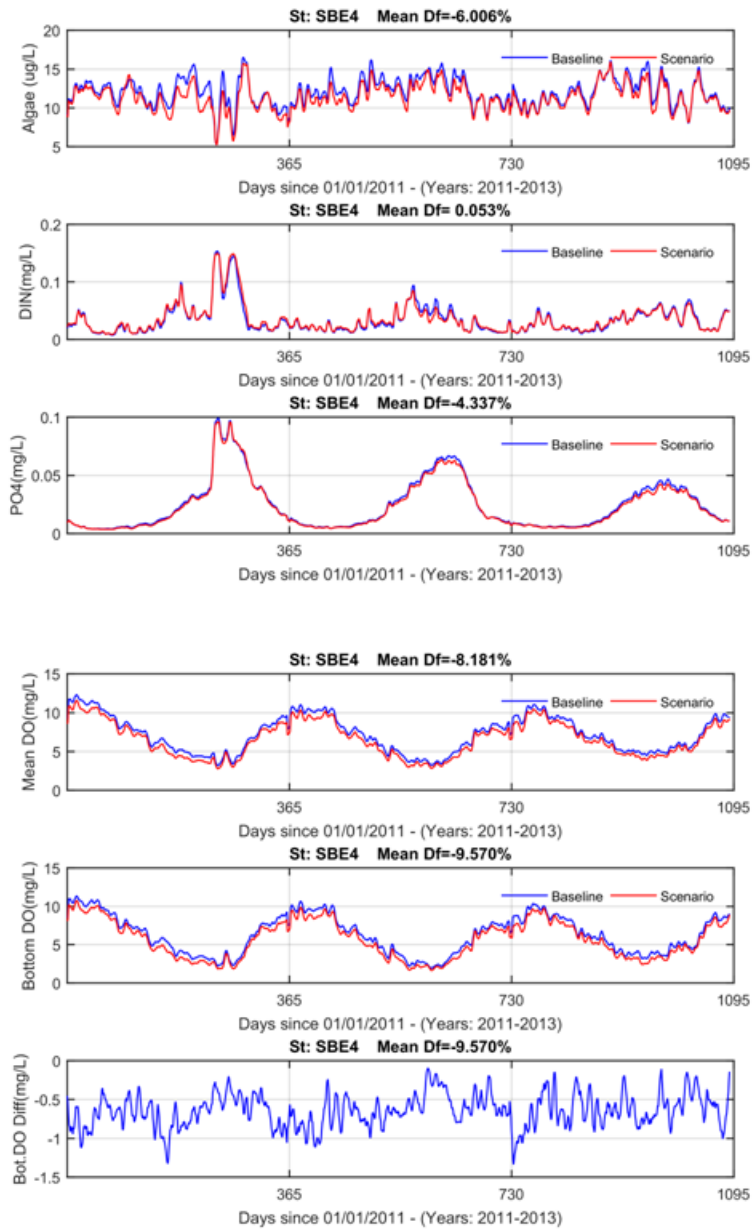 St: SBE4 Mean Df=-6.006%
Algae (ug/L)
20
15
10
5
Baseline Scenario
365 730 1095
Days since 01/01/2011 - (Years: 2011-2013)
St: SBE4 Mean Df= 0.053%
DIN(mg/L)
0.2
0.1
0
Baseline Scenario
365 730 1095
Days since 01/01/2011 - (Years: 2011-2013)
St: SBE4 Mean Df=-4.337%
PO4(mg/L)
0.1
0.05
0
Baseline Scenario
365 730 1095
Days since 01/01/2011 - (Years: 2011-2013)
St: SBE4 Mean Df=-8.181%
Mean DO(mg/L)
15
10
5
0
Baseline Scenario
365 730 1095
Days since 01/01/2011 - (Years: 2011-2013)
St: SBE4 Mean Df=-9.570%
Bottom DO(mg/L)
15
10
5
0
Baseline Scenario
365 730 1095
Days since 01/01/2011 - (Years: 2011-2013)
St: SBE4 Mean Df=-9.570%
Bot.DO Diff(mg/L)
0
-0.5
-1
-1.5
365 730 1095
Days since 01/01/2011 - (Years: 2011-2013)